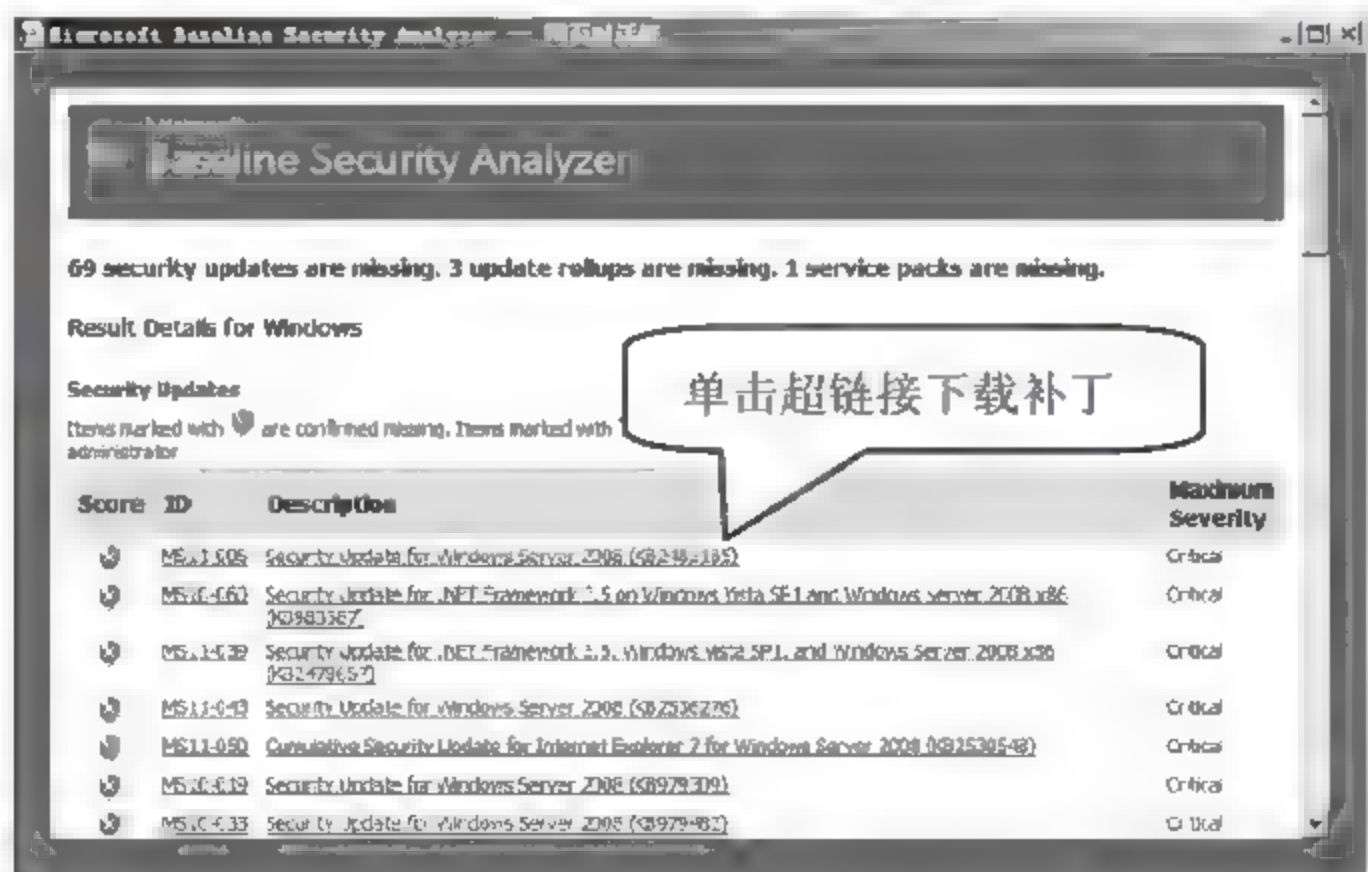 Microsoft Baseline Security Analyzer
Baseline Security Analyzer
69 security updates are missing. 3 update rollups are missing. 1 service packs are missing.
Result Details for Windows
Security Updates
Items marked with are confirmed missing. Items marked with
administrator
单击超链接下载补丁
Score ID Description Maximum Severity
Security Update for Windows Server 2008 Critical
Security Update for .NET Framework 3.5 on Windows Vista SP1 and Windows Server 2008 x86 Critical
Security Update for .NET Framework 3.5, Windows Vista SP1, and Windows Server 2008 x86 Critical
MS11-043 Security Update for Windows Server 2008 (KB2536276) Critical
MS11-050 Cumulative Security Update for Internet Explorer 7 for Windows Server 2008 (KB2530548) Critical
Security Update for Windows Server 2008 (KB979309) Critical
Security Update for Windows Server 2008 (KB979482) Critical